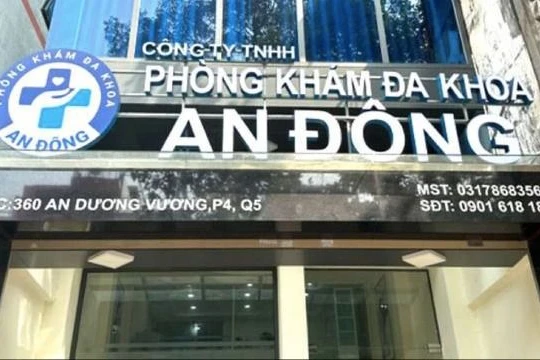 CÔNG TY TNHH
PHÒNG KHÁM ĐA KHOA
AN ĐÔNG
PHÒNG KHÁM ĐA KHOA
AN ĐÔNG
C:360 AN DƯƠNG VƯƠNG,P4, Q5
MST: 0317868356
SĐT: 0901 618 18